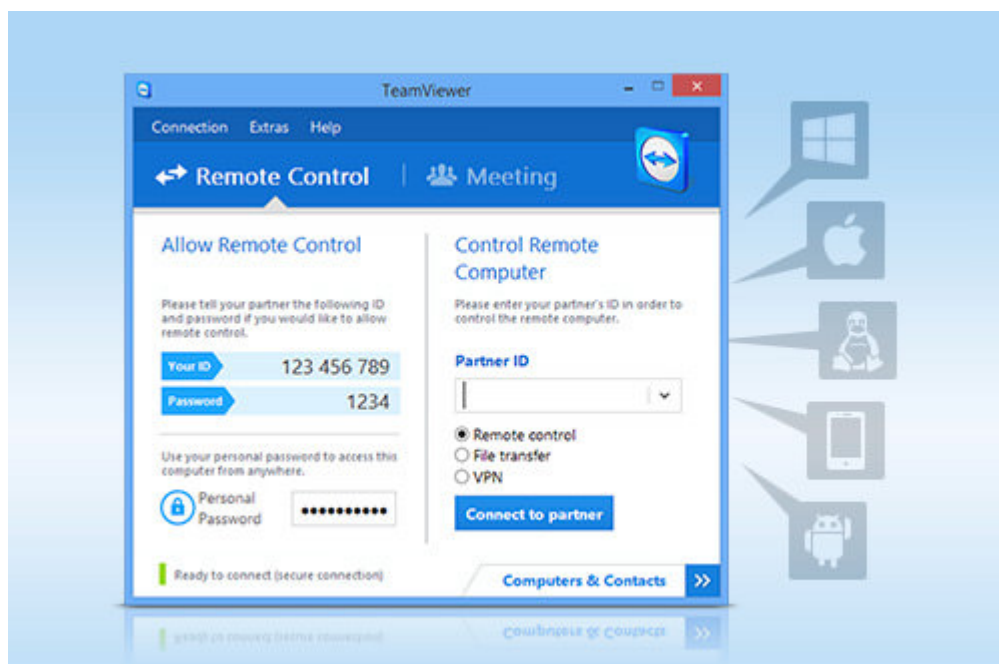 TeamViewer
Connection Extras Help
Remote Control
Meeting
Allow Remote Control
Please tell your partner the following ID
and password if you would like to allow
remote control.
Your ID
123 456 789
Password
1234
Use your personal password to access this
computer from anywhere.
Personal
Password
Control Remote
Computer
Please enter your partner's ID in order to
control the remote computer.
Partner ID
Remote control
File transfer
VPN
Connect to partner
Ready to connect (secure connection)
Computers & Contacts